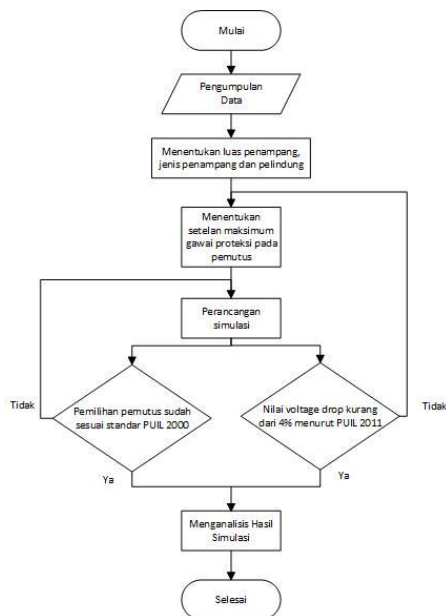 Mulai
Pengumpulan
Data
Menentukan luas penampang,
jenis penampang dan pelindung
Menentukan
setelan maksimum
gawai proteksi pada
pemutus
Perancangan
simulasi
Tidak
Pemilihan pemutus sudah
sesuai standar PUIL 2000
Nilai voltage drop kurang
dari 4% menurut PUIL 2011
Tidak
Ya
Ya
Menganalisis Hasil
Simulasi
Selesai